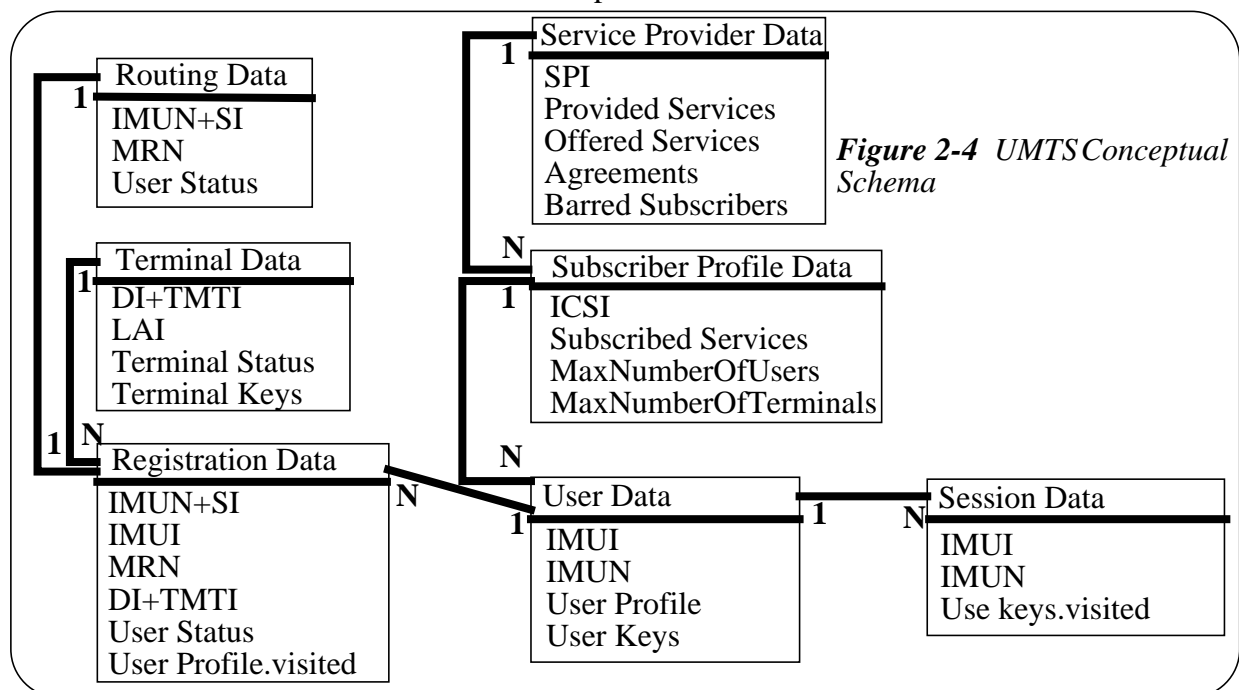 Routing Data
1
IMUN+SI
MRN
User Status
Terminal Data
1
DI+TMTI
LAI
Terminal Status
Terminal Keys
1
N
Registration Data
N
IMUN+SI
IMUI
MRN
DI+TMTI
User Status
User Profile.visited
Service Provider Data
1
SPI
Provided Services
Offered Services
Agreements
Barred Subscribers
Figure 2-4 UMTS Conceptual
Schema
N
Subscriber Profile Data
1
ICSI
Subscribed Services
MaxNumberOfUsers
MaxNumberOfTerminals
N
User Data
1
1
IMUI
IMUN
User Profile
User Keys
N
Session Data
IMUI
IMUN
Use keys.visited